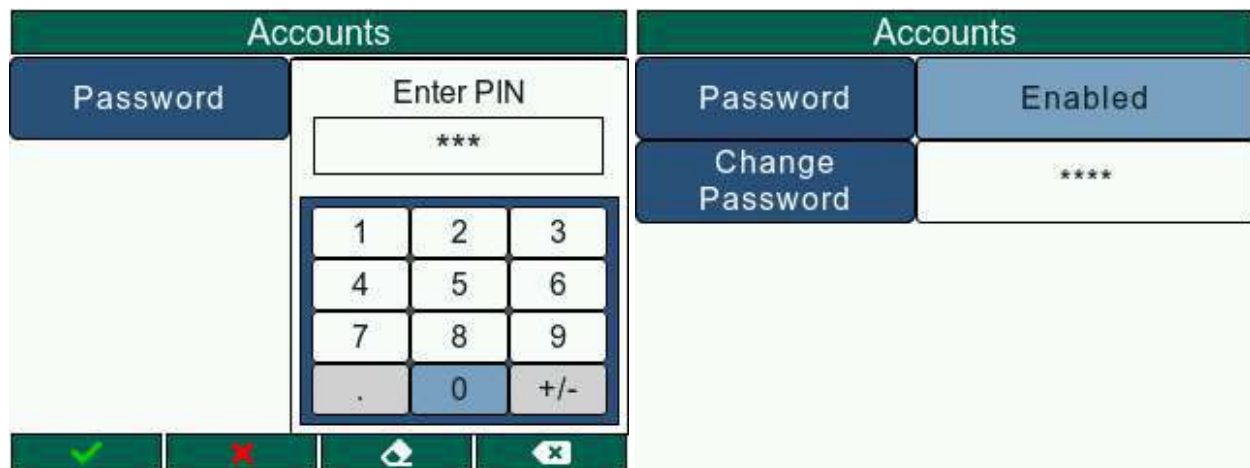 Accounts
Password
Enter PIN
***
1 2 3
4 5 6
7 8 9
. 0 +/-
Accounts
Password Enabled
Change
Password
****